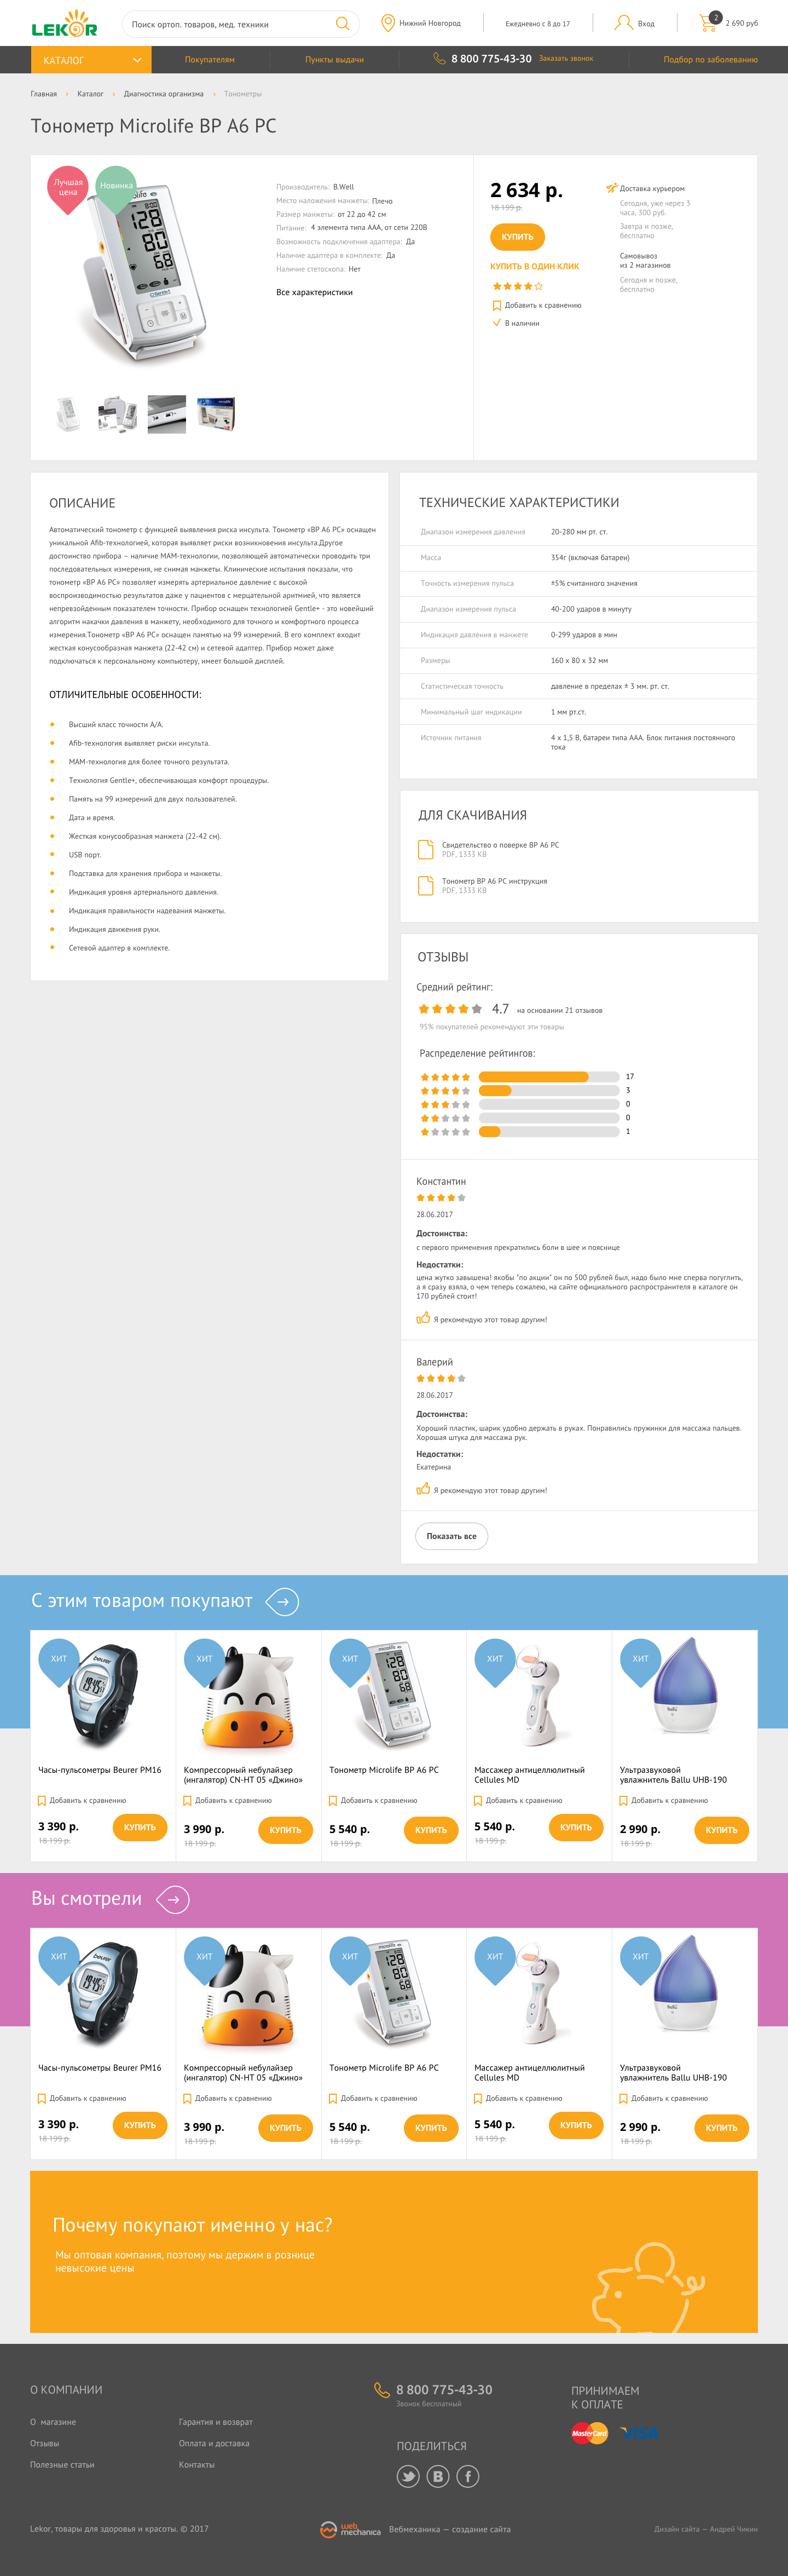 LEKOR
Поиск ортоп. товаров, мед. техники
Нижний Новгород
Ежедневно с 8 до 17
Вход
2
2 690 руб
КАТАЛОГ
Покупателям
Пункты выдачи
8 800 775-43-30
Заказать звонок
Подбор по заболеванию
Главная
Каталог
Диагностика организма
Тонометры
Тонометр Microlife BP A6 PC
Лучшая
цена
Новинка
Производитель: B.Well
Место наложения манжеты: Плечо
Размер манжеты: от 22 до 42 см
Питание: 4 элемента типа ААА, от сети 220В
Возможность подключения адаптера: Да
Наличие адаптера в комплекте: Да
Наличие стетоскопа: Нет
Все характеристики
2 634 р.
18 199 р.
КУПИТЬ
КУПИТЬ В ОДИН КЛИК
Добавить к сравнению
В наличии
Доставка курьером
Сегодня, уже через 3
часа, 300 руб.
Завтра и позже,
бесплатно
Самовывоз
из 2 магазинов
Сегодня и позже,
бесплатно
ОПИСАНИЕ
Автоматический тонометр с функцией выявления риска инсульта. Тонометр «BP A6 PC» оснащен
уникальной Afib-технологией, которая выявляет риски возникновения инсульта.Другое
достоинство прибора – наличие МАМ-технологии, позволяющей автоматически проводить три
последовательных измерения, не снимая манжеты. Клинические испытания показали, что
тонометр «BP A6 PC» позволяет измерять артериальное давление с высокой
воспроизводимостью результатов даже у пациентов с мерцательной аритмией, что является
непревзойденным показателем точности. Прибор оснащен технологией Gentle+ - это новейший
алгоритм накачки давления в манжету, необходимого для точного и комфортного процесса
измерения.Тонометр «BP A6 PC» оснащен памятью на 99 измерений. В его комплект входит
жесткая конусообразная манжета (22-42 см) и сетевой адаптер. Прибор может даже
подключаться к персональному компьютеру, имеет большой дисплей.
ОТЛИЧИТЕЛЬНЫЕ ОСОБЕННОСТИ:
Высший класс точности А/А.
Afib-технология выявляет риски инсульта.
МАМ-технология для более точного результата.
Технология Gentle+, обеспечивающая комфорт процедуры.
Память на 99 измерений для двух пользователей.
Дата и время.
Жесткая конусообразная манжета (22-42 см).
USB порт.
Подставка для хранения прибора и манжеты.
Индикация уровня артериального давления.
Индикация правильности надевания манжеты.
Индикация движения руки.
Сетевой адаптер в комплекте.
ТЕХНИЧЕСКИЕ ХАРАКТЕРИСТИКИ
Диапазон измерения давления 20-280 мм рт. ст.
Масса 354г (включая батареи)
Точность измерения пульса ±5% считанного значения
Диапазон измерения пульса 40-200 ударов в минуту
Индикация давления в манжете 0-299 ударов в мин
Размеры 160 x 80 x 32 мм
Статистическая точность давление в пределах ± 3 мм. рт. ст.
Минимальный шаг индикации 1 мм рт.ст.
Источник питания 4 х 1,5 В, батареи типа ААА. Блок питания постоянного
тока
ДЛЯ СКАЧИВАНИЯ
Свидетельство о поверке BP A6 PC
PDF, 1333 KB
Тонометр BP A6 PC инструкция
PDF, 1333 KB
ОТЗЫВЫ
Средний рейтинг:
4.7 на основании 21 отзывов
95% покупателей рекомендуют эти товары
Распределение рейтингов:
17
3
0
0
1
Константин
28.06.2017
Достоинства:
с первого применения прекратились боли в шее и пояснице
Недостатки:
цена жутко завышена! якобы "по акции" он по 500 рублей был, надо было мне сперва погуглить,
а я сразу взяла, о чем теперь сожалею, на сайте официального распространителя в каталоге он
170 рублей стоит!
Я рекомендую этот товар другим!
Валерий
28.06.2017
Достоинства:
Хороший пластик, шарик удобно держать в руках. Понравились пружинки для массажа пальцев.
Хорошая штука для массажа рук.
Недостатки:
Екатерина
Я рекомендую этот товар другим!
Показать все
С этим товаром покупают
ХИТ
ХИТ
ХИТ
ХИТ
ХИТ
Часы-пульсометры Beurer PM16
Компрессорный небулайзер
(ингалятор) CN-HT 05 «Джино»
Тонометр Microlife BP A6 PC
Массажер антицеллюлитный
Cellules MD
Ультразвуковой
увлажнитель Ballu UHB-190
Добавить к сравнению
Добавить к сравнению
Добавить к сравнению
Добавить к сравнению
Добавить к сравнению
3 390 р.
18 199 р.
КУПИТЬ
3 990 р.
18 199 р.
КУПИТЬ
5 540 р.
18 199 р.
КУПИТЬ
5 540 р.
18 199 р.
КУПИТЬ
2 990 р.
18 199 р.
КУПИТЬ
Вы смотрели
ХИТ
ХИТ
ХИТ
ХИТ
ХИТ
Часы-пульсометры Beurer PM16
Компрессорный небулайзер
(ингалятор) CN-HT 05 «Джино»
Тонометр Microlife BP A6 PC
Массажер антицеллюлитный
Cellules MD
Ультразвуковой
увлажнитель Ballu UHB-190
Добавить к сравнению
Добавить к сравнению
Добавить к сравнению
Добавить к сравнению
Добавить к сравнению
3 390 р.
18 199 р.
КУПИТЬ
3 990 р.
18 199 р.
КУПИТЬ
5 540 р.
18 199 р.
КУПИТЬ
5 540 р.
18 199 р.
КУПИТЬ
2 990 р.
18 199 р.
КУПИТЬ
Почему покупают именно у нас?
Мы оптовая компания, поэтому мы держим в рознице
невысокие цены
О КОМПАНИИ
О магазине
Отзывы
Полезные статьи
Гарантия и возврат
Оплата и доставка
Контакты
8 800 775-43-30
Звонок бесплатный
ПОДЕЛИТЬСЯ
ПРИНИМАЕМ
К ОПЛАТЕ
MasterCard
VISA
Lekor, товары для здоровья и красоты. © 2017
web
mechanica
Вебмеханика — создание сайта
Дизайн сайта — Андрей Чикин